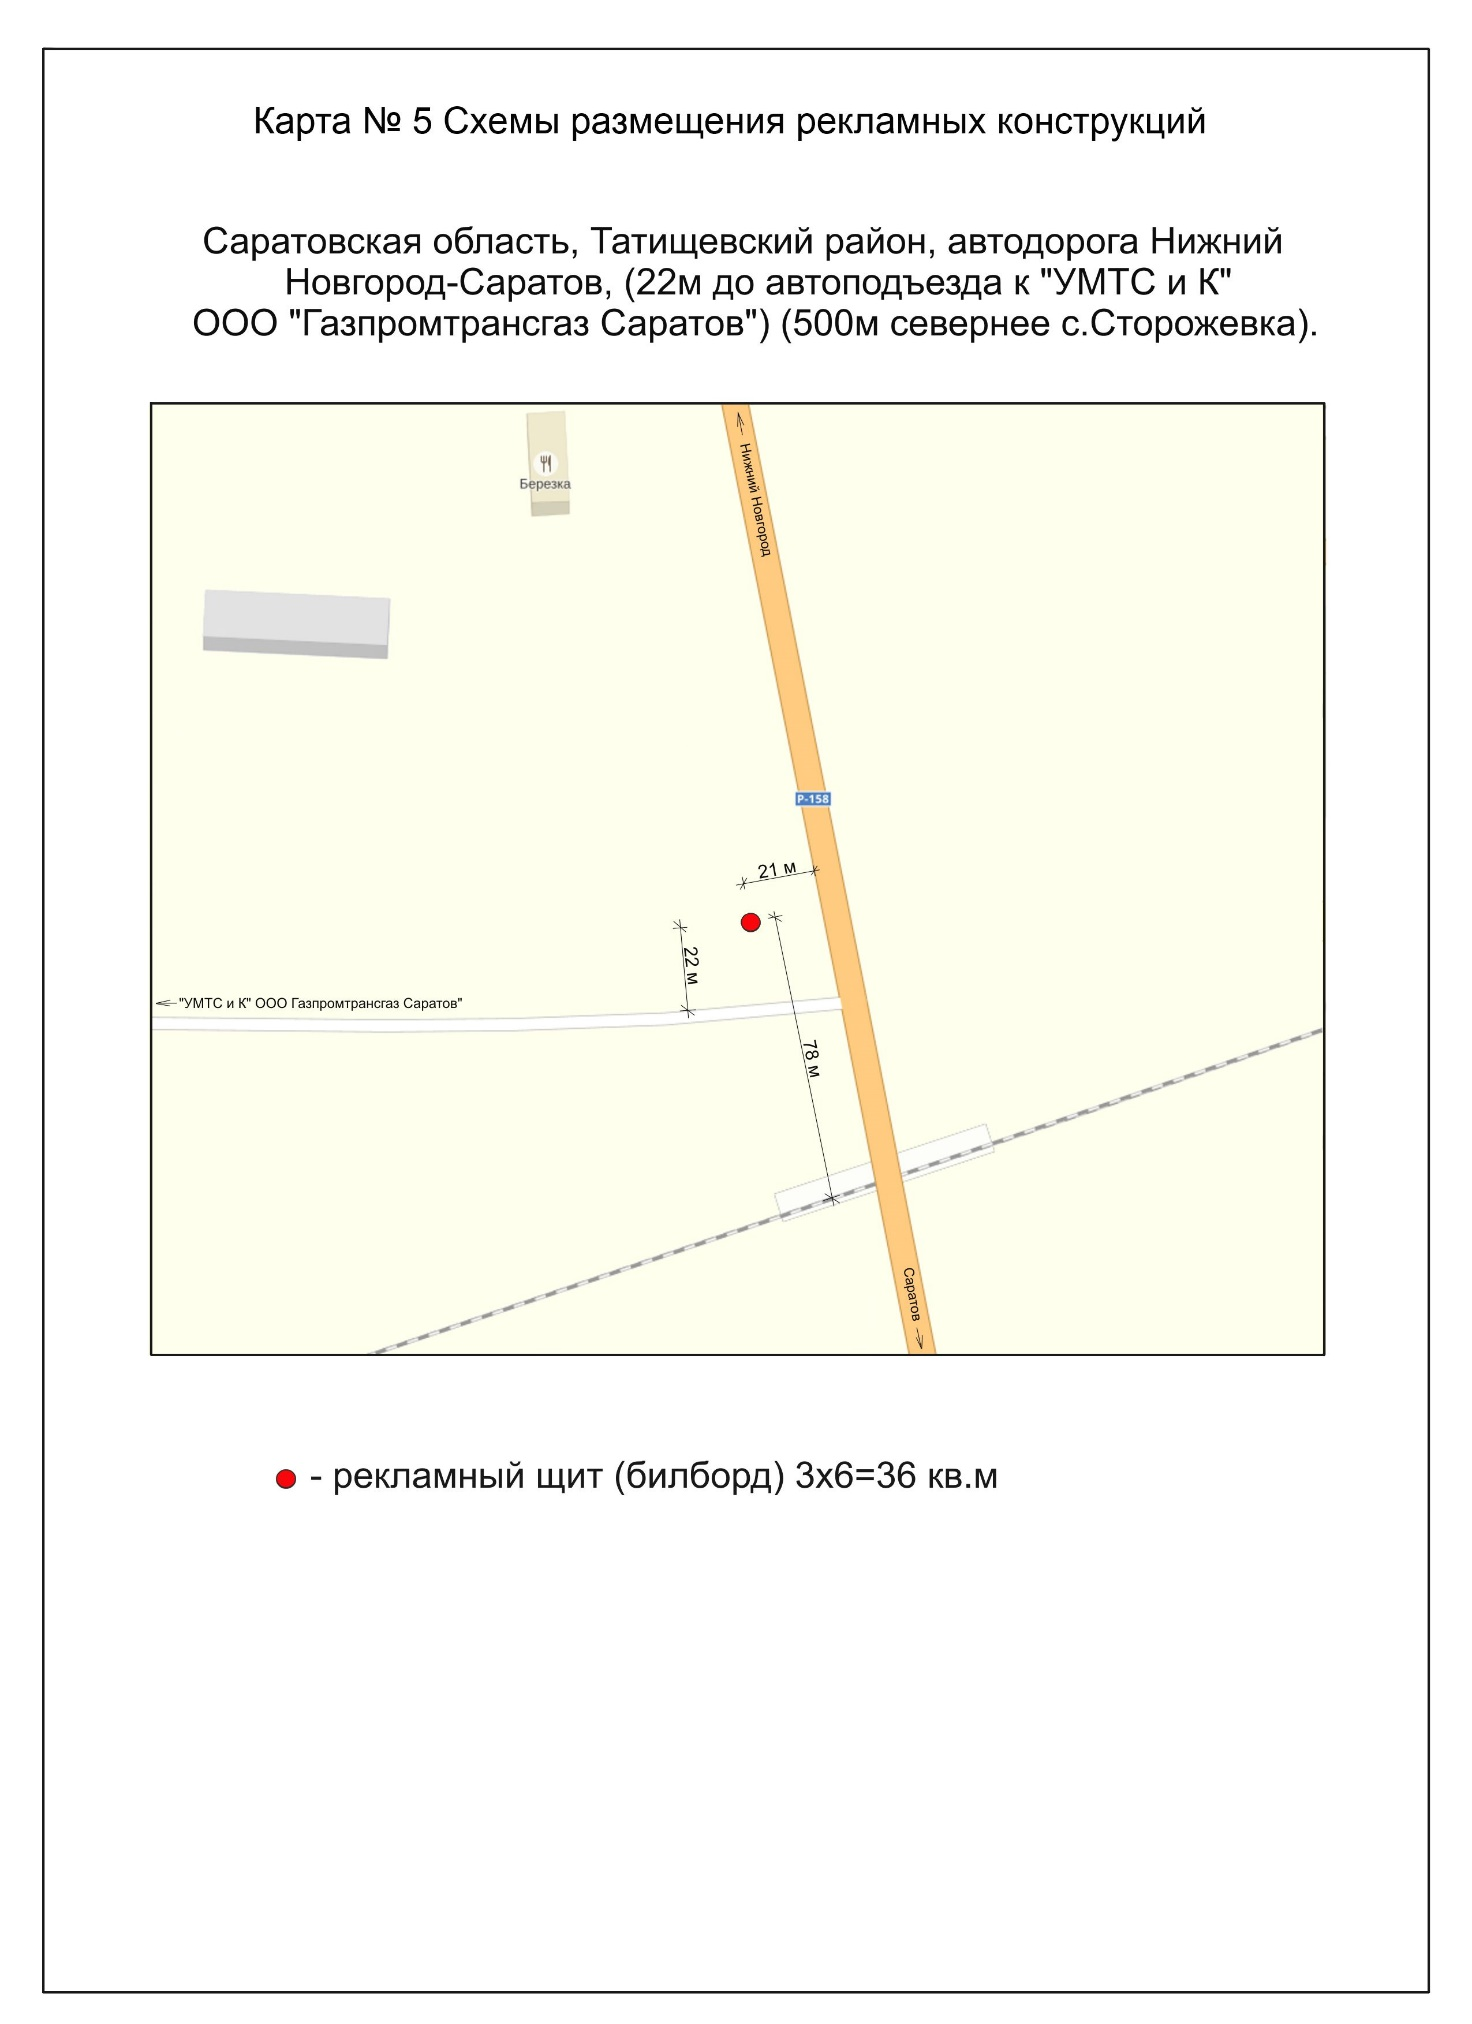 Карта № 5 Схемы размещения рекламных конструкций
Саратовская область, Татищевский район, автодорога Нижний
Новгород-Саратов, (22м до автоподъезда к "УМТС и К"
ООО "Газпромтрансгаз Саратов") (500м севернее с.Сторожевка).
Нижний Новгород
Березка
Р-158
21 м
22 м
"УМТС и К" ООО Газпромтрансгаз Саратов"
78 м
Саратов
- рекламный щит (билборд) 3х6=36 кв.м